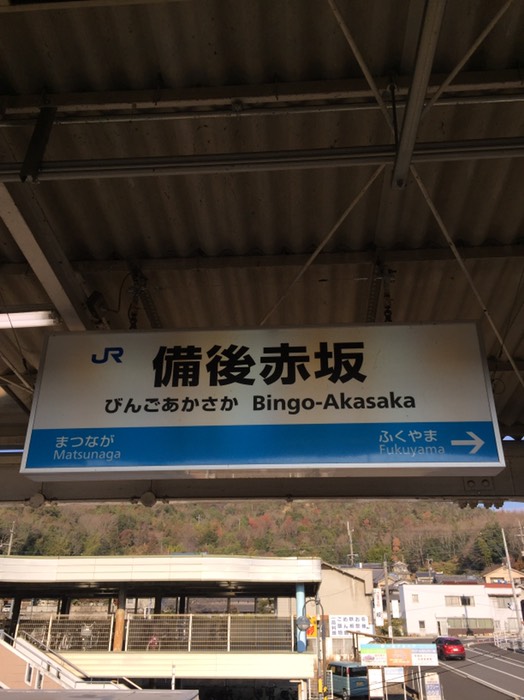 JR 備後赤坂
びんごあかさか Bingo-Akasaka
まつなが ふくやま
Matsunaga Fukuyama